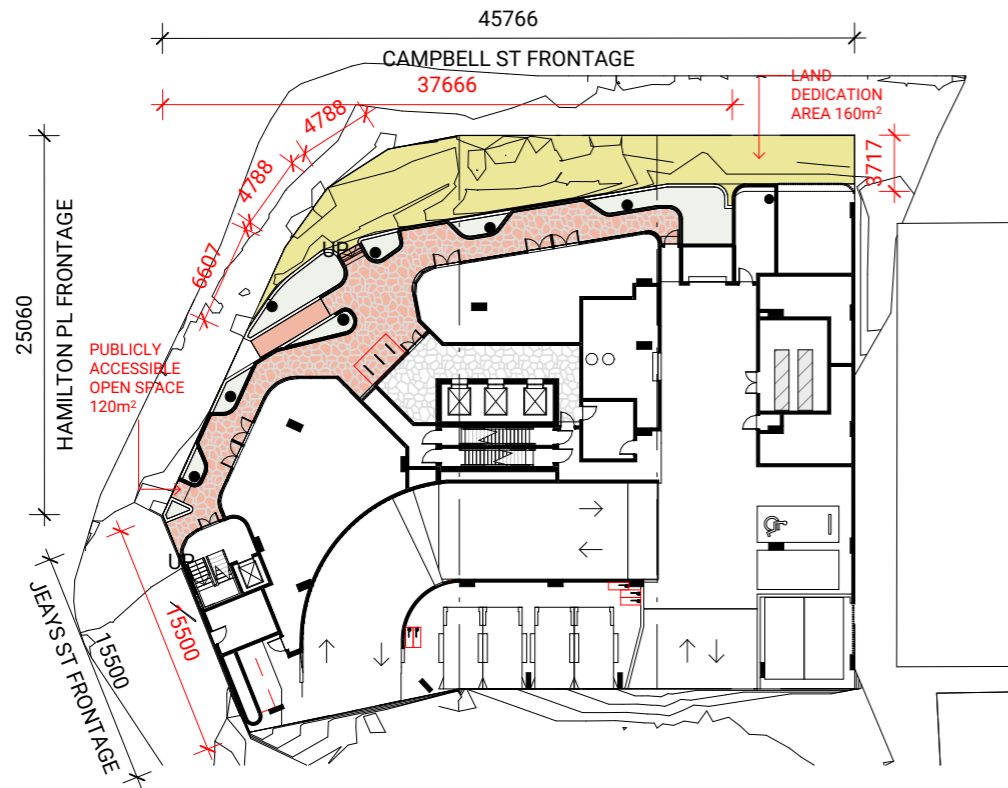 45766
CAMPBELL ST FRONTAGE
37666
LAND
DEDICATION
AREA 160m²
4788
3717
4788
UP
6607
25060
HAMILTON PL FRONTAGE
PUBLICLY
ACCESSIBLE
OPEN SPACE
120m²
UP
JEAYS ST FRONTAGE
15500
15500